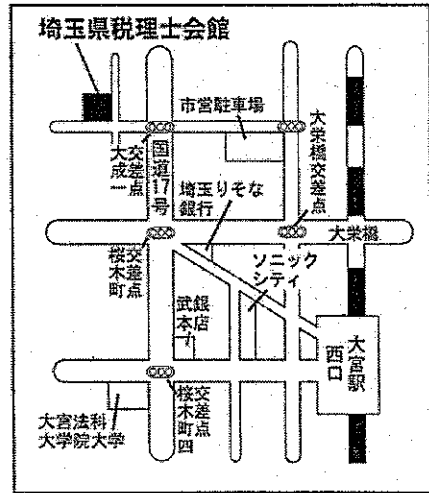 埼玉県税理士会館
市営駐車場
大栄橋交差点
大成一
交差点
国道17号
埼玉りそな
銀行
大栄橋
桜木町
交差点
ソニック
シティ
武銀
本店
大宮駅
西口
大宮法科
大学院大学
桜木町四
交差点